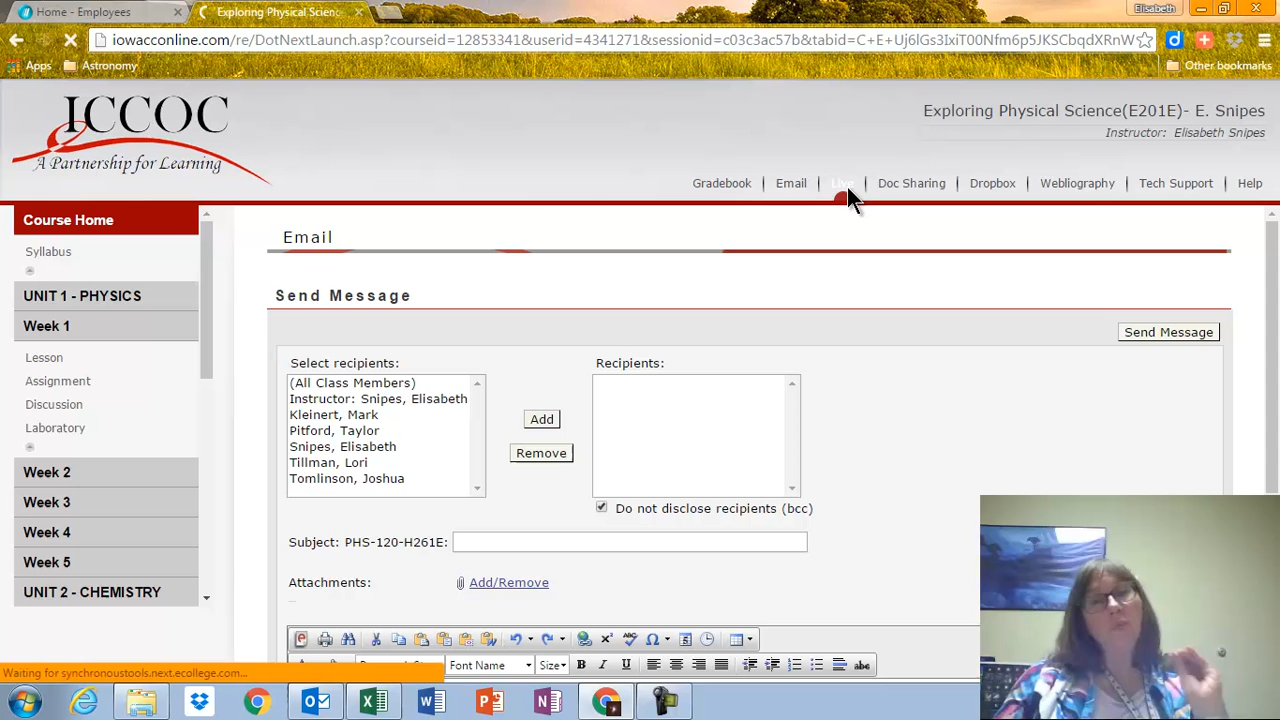 Home - Employees
Exploring Physical Scienc
Elisabeth
iowacconline.com/re/DotNextLaunch.asp?courseid=12853341&userid=4341271&sessionid=c03c3ac57b&tabid=C+E+Uj6lGs3IxiT00Nfm6p5JKSCbqdXRnW
Apps
Astronomy
Other bookmarks
ICCOC
A Partnership for Learning
Exploring Physical Science(E201E)- E. Snipes
Instructor: Elisabeth Snipes
Gradebook | Email | Live | Doc Sharing | Dropbox | Webliography | Tech Support | Help
Course Home
Syllabus
UNIT 1 - PHYSICS
Week 1
Lesson
Assignment
Discussion
Laboratory
Week 2
Week 3
Week 4
Week 5
UNIT 2 - CHEMISTRY
Email
Send Message
Send Message
Select recipients:
Recipients:
(All Class Members)
Instructor: Snipes, Elisabeth
Kleinert, Mark
Pitford, Taylor
Snipes, Elisabeth
Tillman, Lori
Tomlinson, Joshua
Add
Remove
Do not disclose recipients (bcc)
Subject: PHS-120-H261E:
Attachments:
Add/Remove
Font Name
Size
B I U
abc
Waiting for synchronoustools.next.ecollege.com...